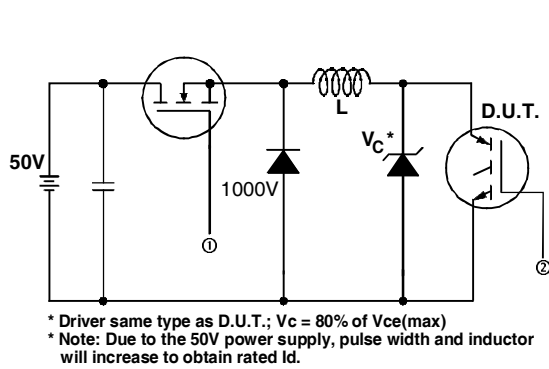 D.U.T.
L
VC *
50V
1000V
①
②
* Driver same type as D.U.T.; Vc = 80% of Vce(max)
* Note: Due to the 50V power supply, pulse width and inductor
will increase to obtain rated Id.